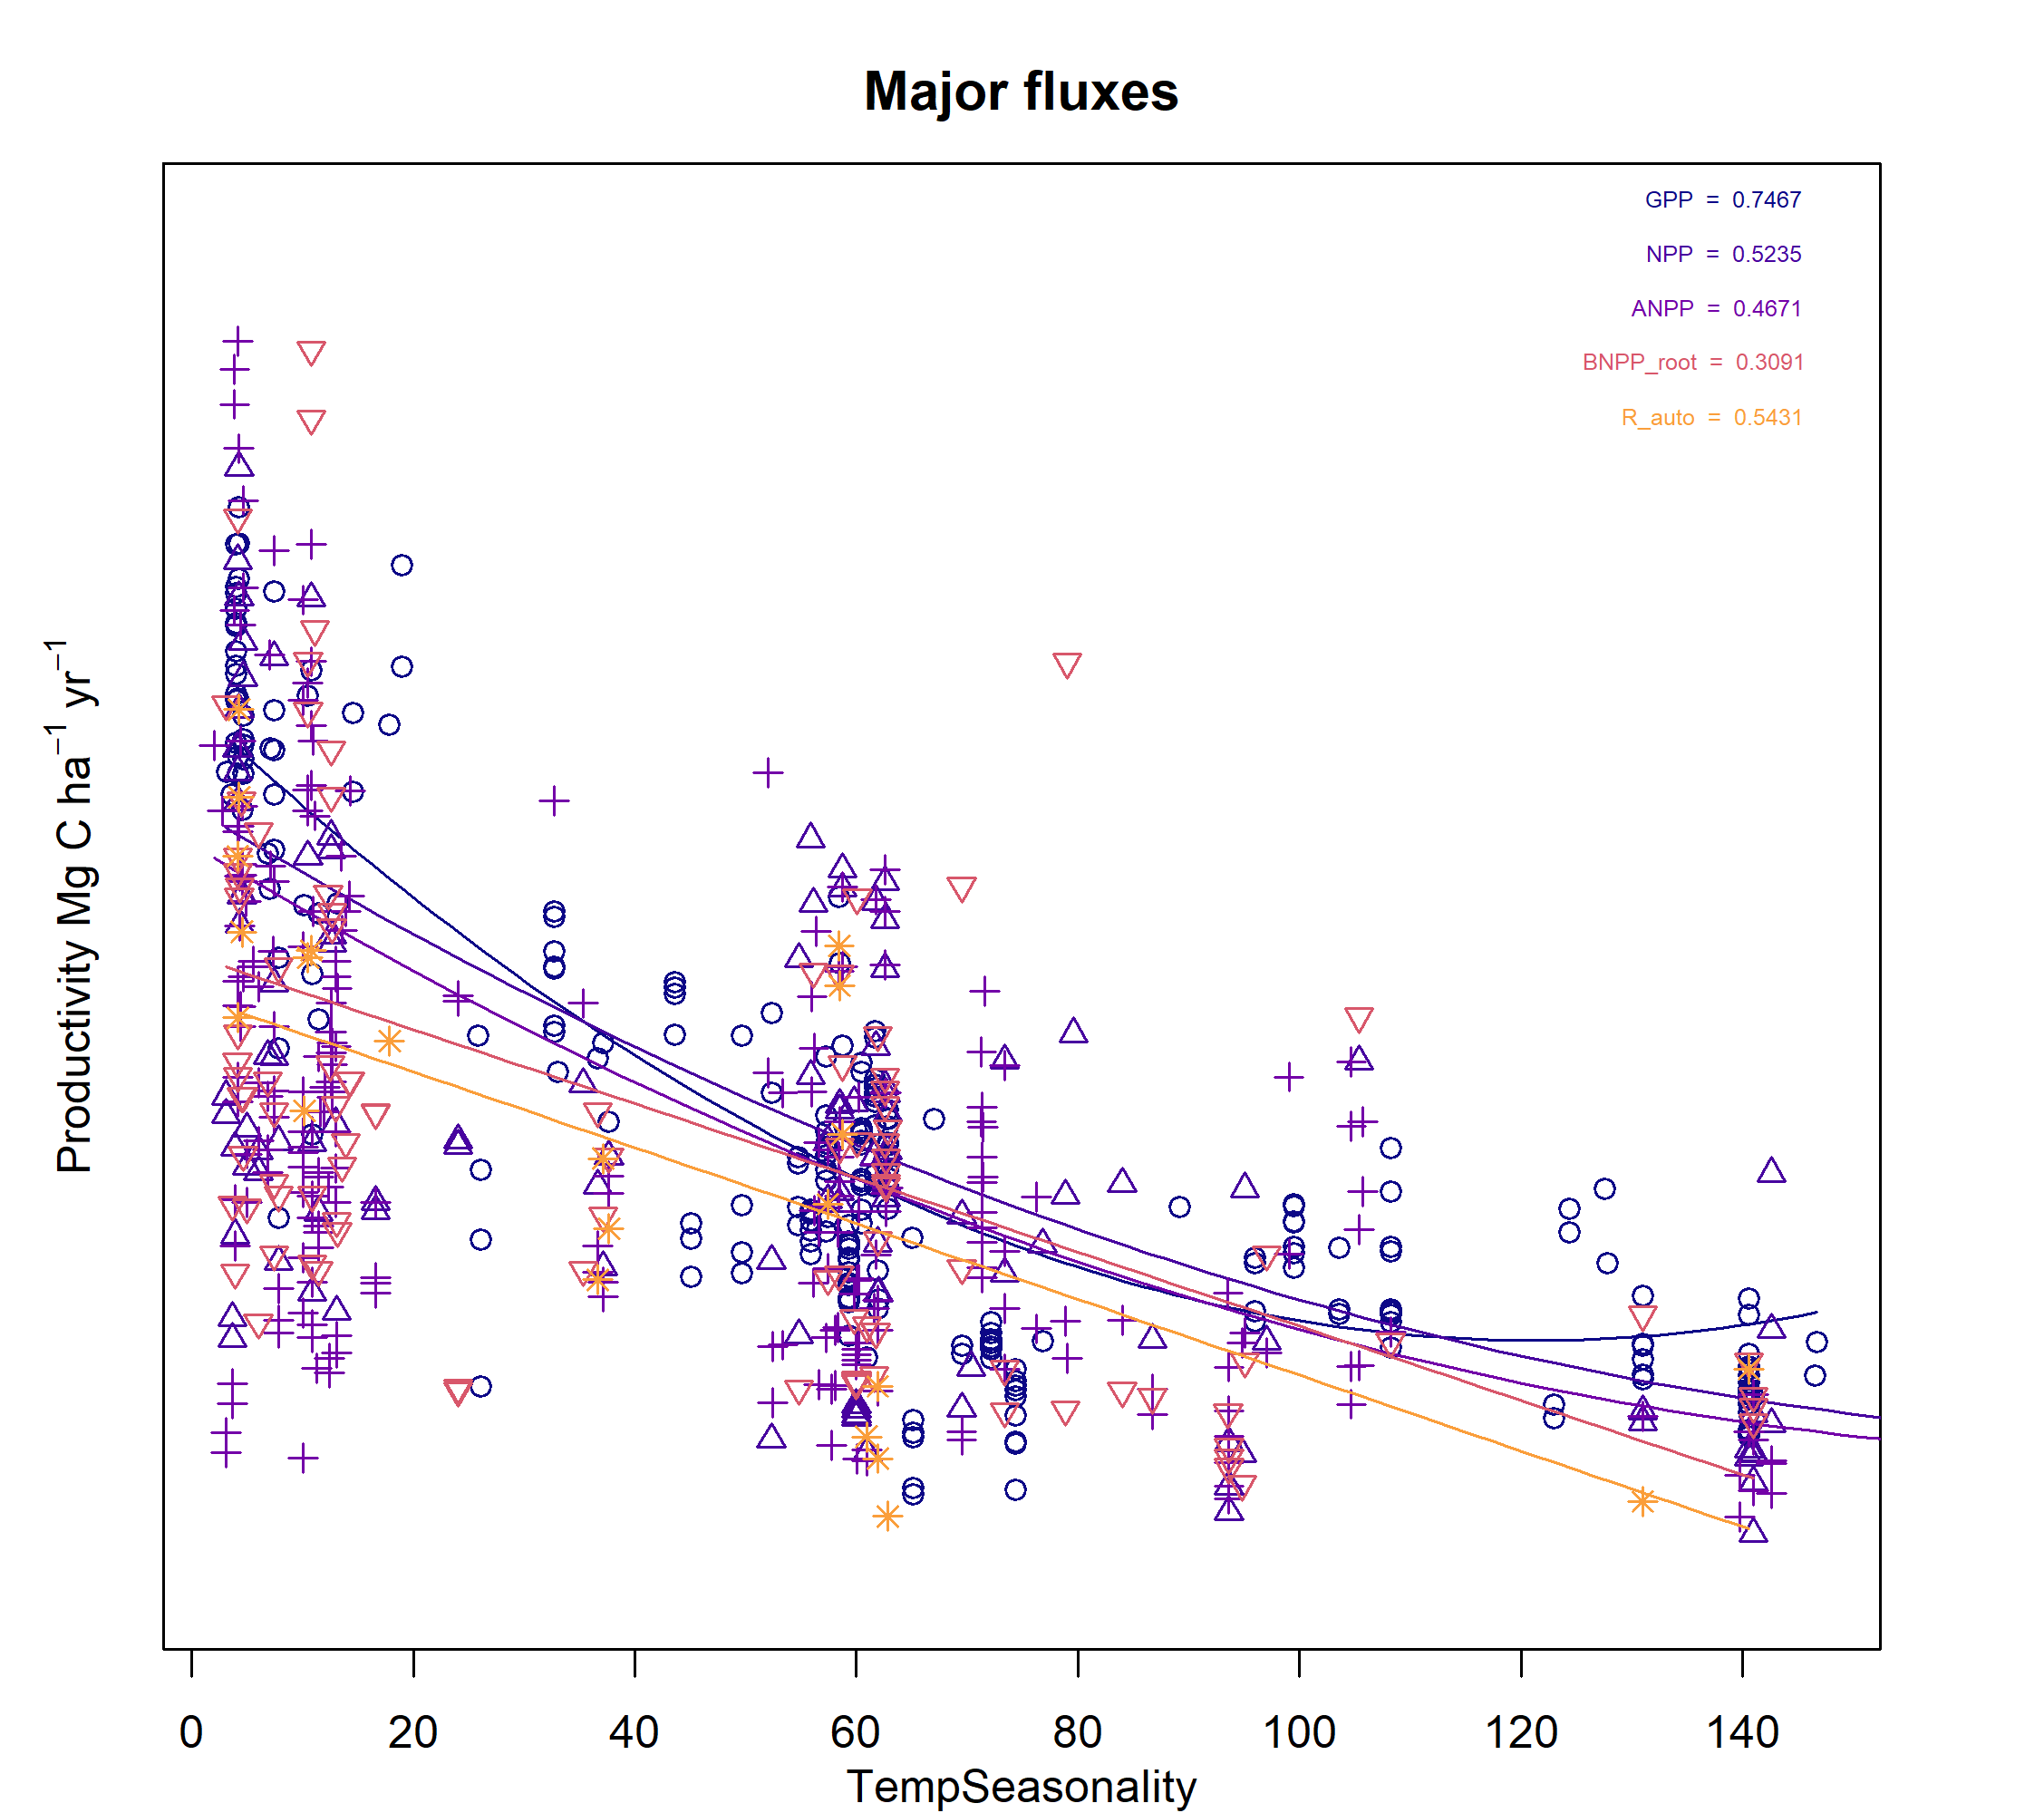 Major fluxes
GPP = 0.7467
NPP = 0.5235
ANPP = 0.4671
BNPP_root = 0.3091
R_auto = 0.5431
Productivity Mg C ha⁻¹ yr⁻¹
0 20 40 60 80 100 120 140
TempSeasonality